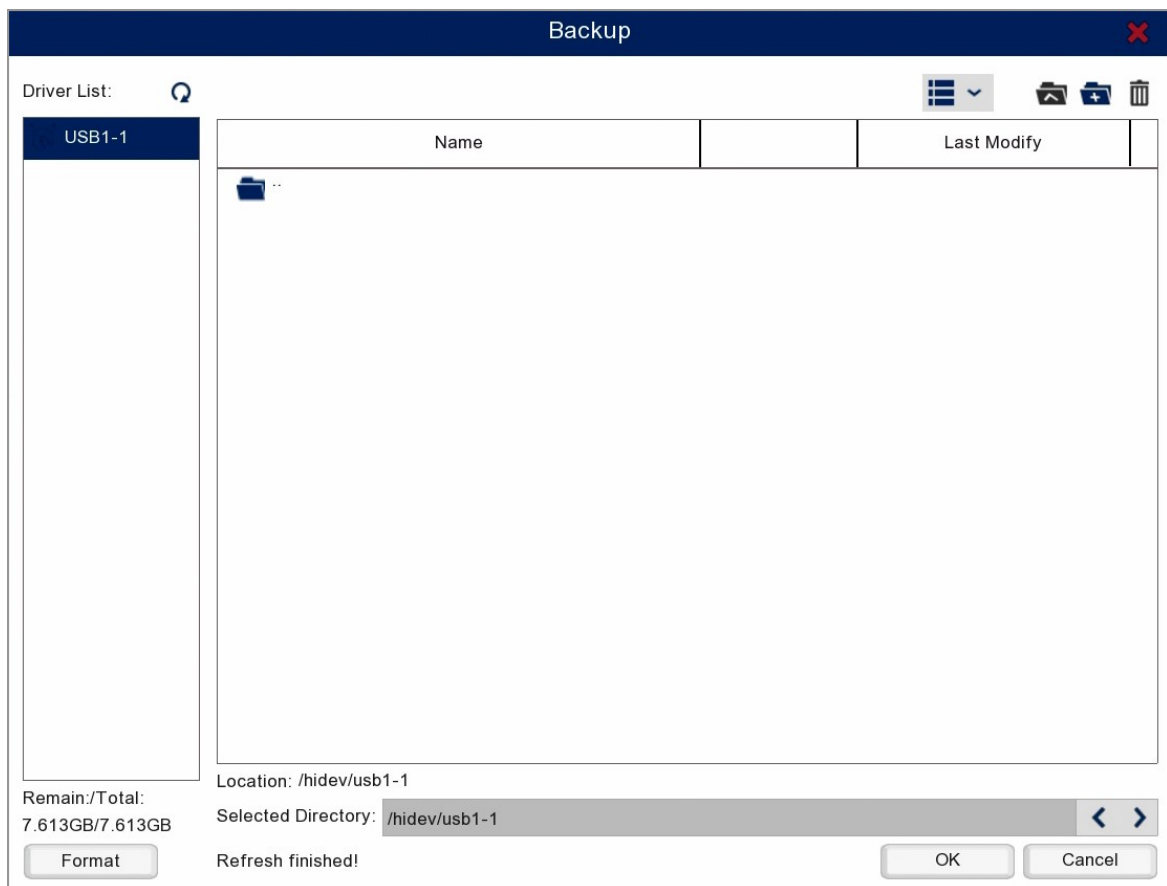 Backup
Driver List:
USB1-1
Name
Last Modify
..
Location: /hidev/usb1-1
Remain:/Total:
7.613GB/7.613GB
Selected Directory: /hidev/usb1-1
Format
Refresh finished!
OK
Cancel